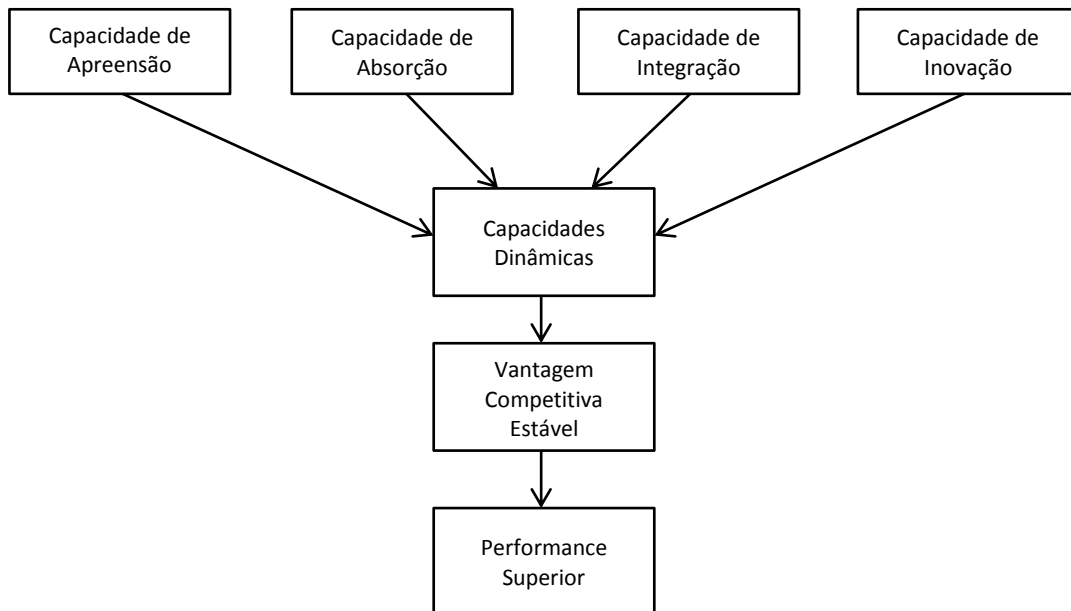 Capacidade de
Apreensão
Capacidade de
Absorção
Capacidade de
Integração
Capacidade de
Inovação
Capacidades
Dinâmicas
Vantagem
Competitiva
Estável
Performance
Superior